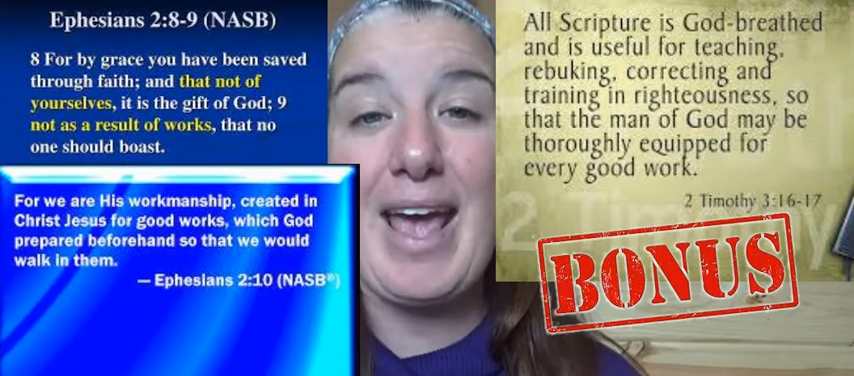 Ephesians 2:8-9 (NASB)
8 For by grace you have been saved
through faith; and that not of
yourselves, it is the gift of God; 9
not as a result of works, that no
one should boast.
For we are His workmanship, created in
Christ Jesus for good works, which God
prepared beforehand so that we would
walk in them.
— Ephesians 2:10 (NASB®)
All Scripture is God-breathed
and is useful for teaching,
rebuking, correcting and
training in righteousness, so
that the man of God may be
thoroughly equipped for
every good work.
2 Timothy 3:16-17
2 Timothy
BONUS